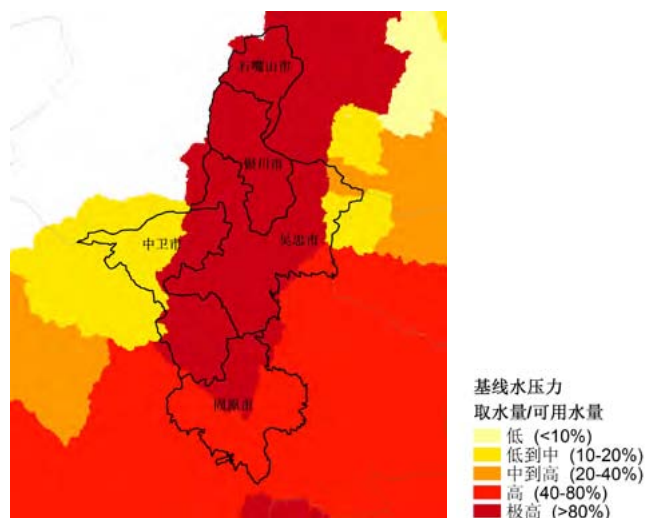 石嘴山市
银川市
中卫市
吴忠市
固原市
基线水压力
取水量/可用水量
低 (<10%)
低到中 (10-20%)
中到高 (20-40%)
高 (40-80%)
极高 (>80%)